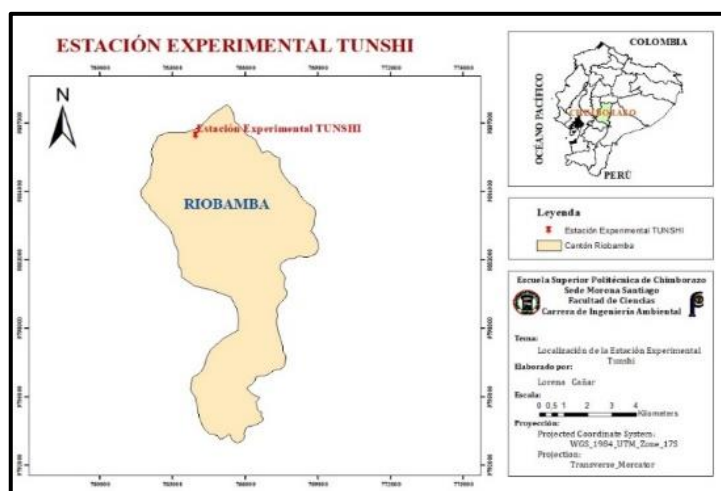 ESTACIÓN EXPERIMENTAL TUNSHI
N
Estación Experimental TUNSHI
RIOBAMBA
COLOMBIA
OCÉANO PACÍFICO
CHIMBORAZO
PERÚ
Leyenda
Estación Experimental TUNSHI
Cantón Riobamba
Escuela Superior Politécnica de Chimborazo
Sede Morona Santiago
Facultad de Ciencias
Carrera de Ingeniería Ambiental
Tema:
Localización de la Estación Experimental
Tunshi
Elaborado por:
Lorena Cañar
Escala:
0 0,5 1 2 3 4
Kilometers
Proyección:
Projected Coordinate System:
WGS_1984_UTM_Zone_17S
Projection:
Transverse_Mercator